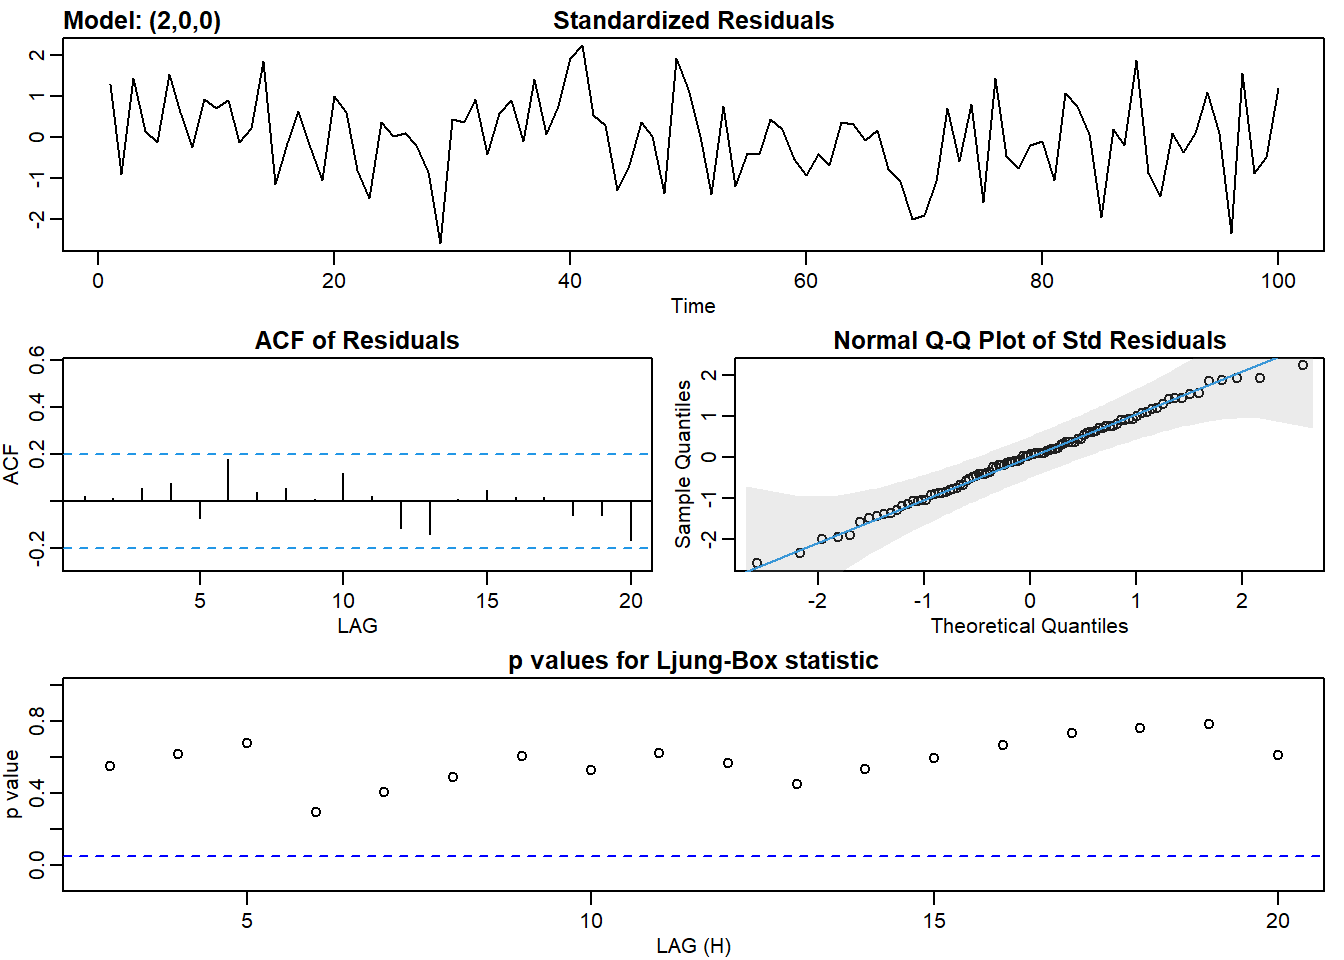 Model: (2,0,0) Standardized Residuals
2
1
0
-1
-2
0 20 40 60 80 100
Time
ACF of Residuals
ACF
0.6
0.4
0.2
-0.2
5 10 15 20
LAG
Normal Q-Q Plot of Std Residuals
Sample Quantiles
2
1
0
-1
-2
-2 -1 0 1 2
Theoretical Quantiles
p values for Ljung-Box statistic
p value
0.8
0.4
0.0
5 10 15 20
LAG (H)